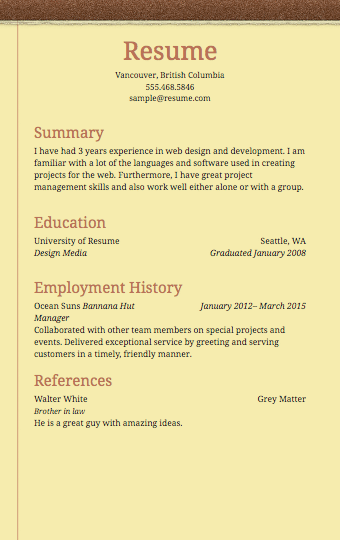 Resume
Vancouver, British Columbia
555.468.5846
sample@resume.com
Summary
I have had 3 years experience in web design and development. I am
familiar with a lot of the languages and software used in creating
projects for the web. Furthermore, I have great project
management skills and also work well either alone or with a group.
Education
University of Resume Seattle, WA
Design Media Graduated January 2008
Employment History
Ocean Suns Bannana Hut January 2012– March 2015
Manager
Collaborated with other team members on special projects and
events. Delivered exceptional service by greeting and serving
customers in a timely, friendly manner.
References
Walter White Grey Matter
Brother in law
He is a great guy with amazing ideas.